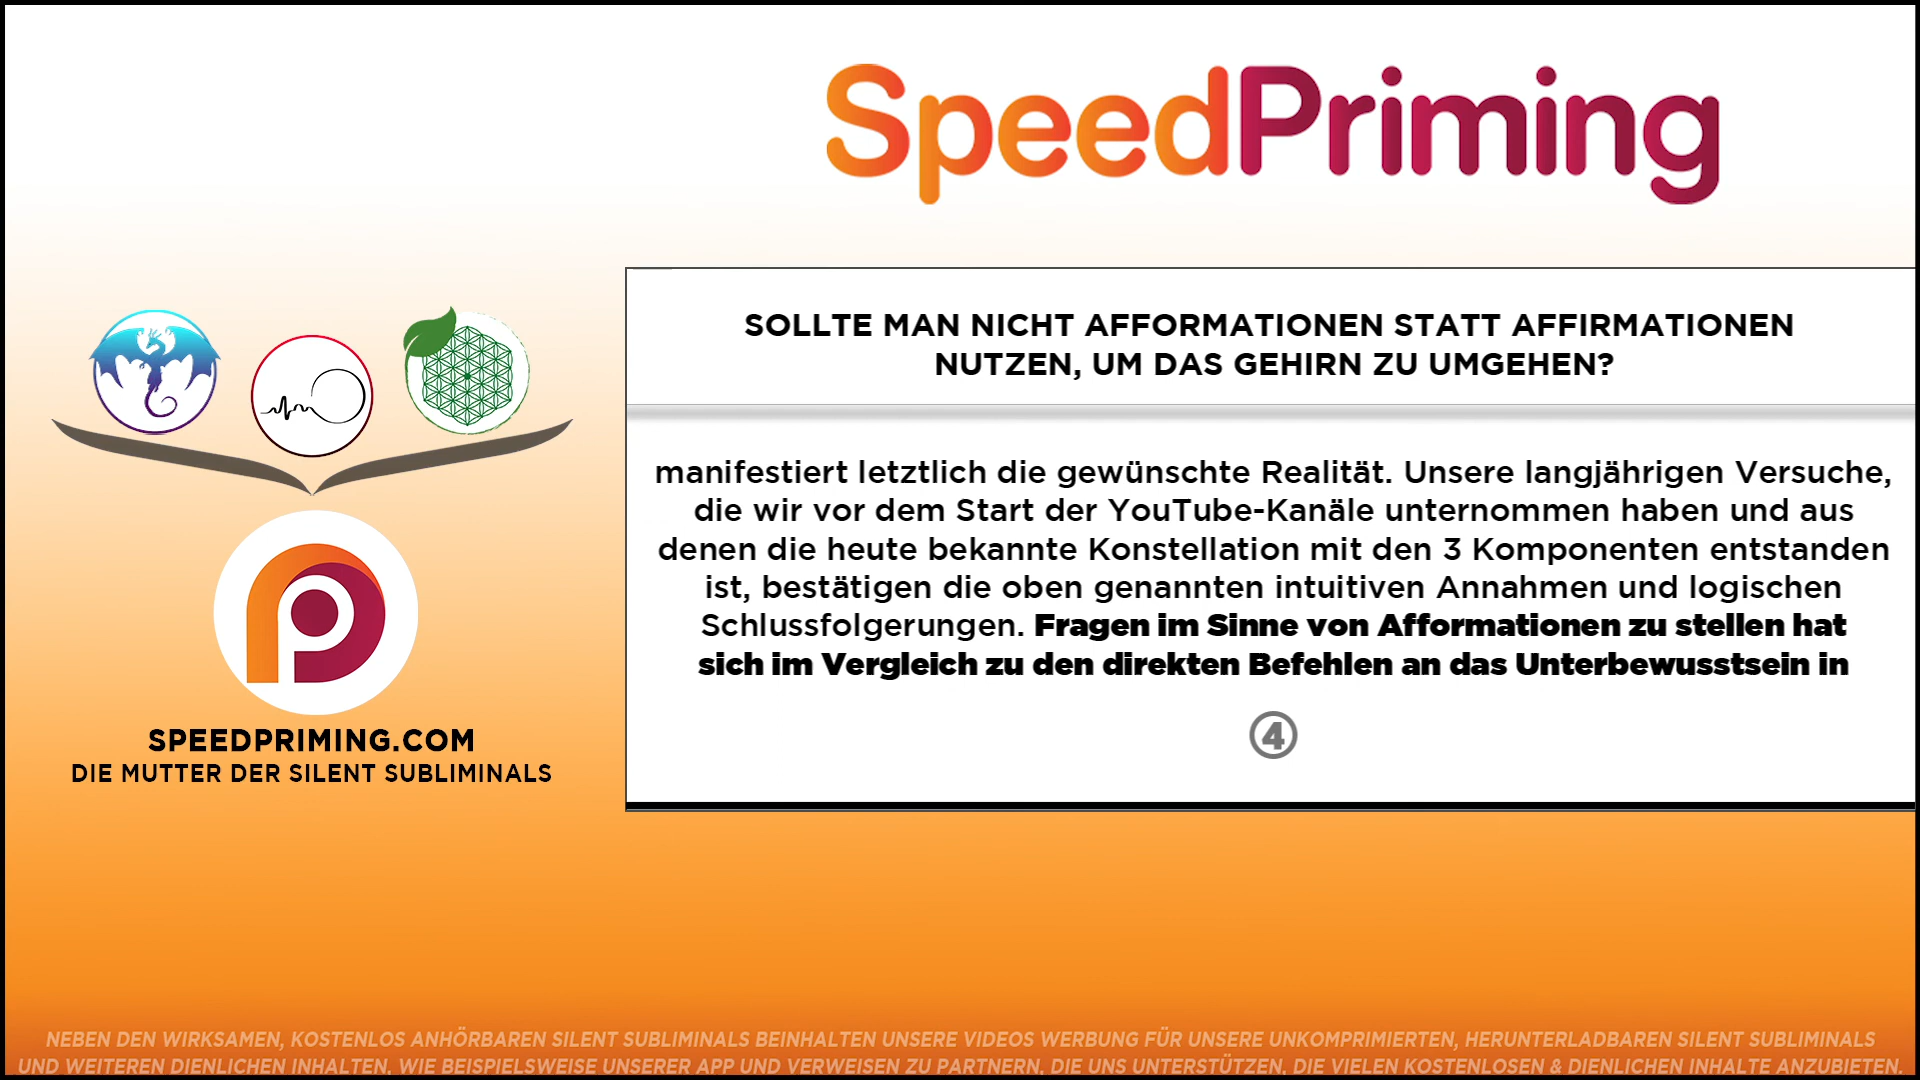 SpeedPriming
SOLLTE MAN NICHT AFFORMATIONEN STATT AFFIRMATIONEN
NUTZEN, UM DAS GEHIRN ZU UMGEHEN?
manifestiert letztlich die gewünschte Realität. Unsere langjährigen Versuche,
die wir vor dem Start der YouTube-Kanäle unternommen haben und aus
denen die heute bekannte Konstellation mit den 3 Komponenten entstanden
ist, bestätigen die oben genannten intuitiven Annahmen und logischen
Schlussfolgerungen. Fragen im Sinne von Afformationen zu stellen hat
sich im Vergleich zu den direkten Befehlen an das Unterbewusstsein in
4
SPEEDPRIMING.COM
DIE MUTTER DER SILENT SUBLIMINALS
NEBEN DEN WIRKSAMEN, KOSTENLOS ANHÖRBAREN SILENT SUBLIMINALS BEINHALTEN UNSERE VIDEOS WERBUNG FÜR UNSERE UNKOMPRIMIERTEN, HERUNTERLADBAREN SILENT SUBLIMINALS
UND WEITEREN DIENLICHEN INHALTEN, WIE BEISPIELSWEISE UNSERER APP UND VERWEISEN ZU PARTNERN, DIE UNS UNTERSTÜTZEN, DIE VIELEN KOSTENLOSEN & DIENLICHEN INHALTE ANZUBIETEN.